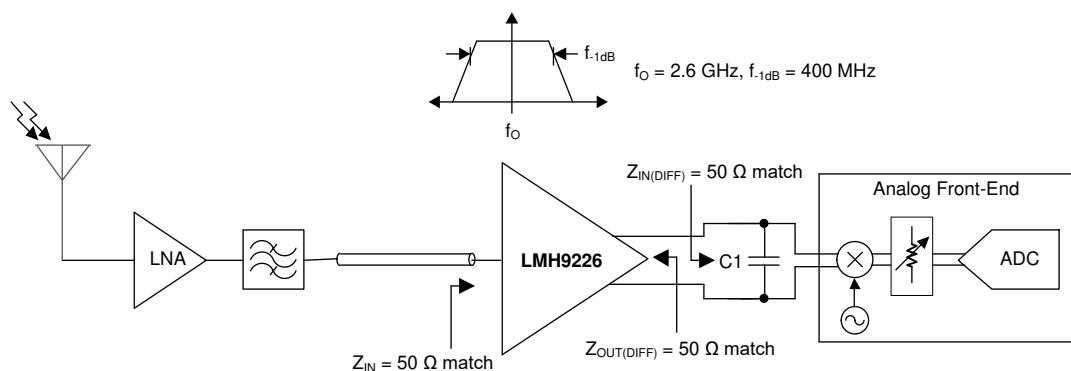 f-1dB
fO = 2.6 GHz, f-1dB = 400 MHz
fO
ZIN(DIFF) = 50 Ω match
Analog Front-End
LNA
LMH9226
C1
ADC
ZIN = 50 Ω match
ZOUT(DIFF) = 50 Ω match